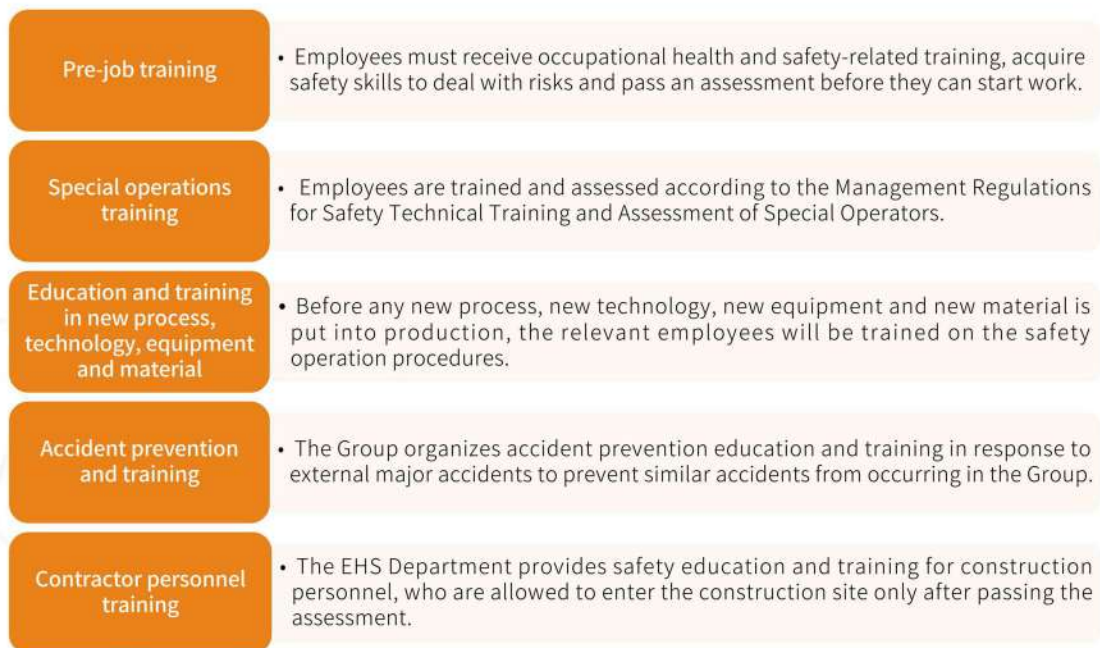 Pre-job training
• Employees must receive occupational health and safety-related training, acquire
safety skills to deal with risks and pass an assessment before they can start work.
Special operations
training
• Employees are trained and assessed according to the Management Regulations
for Safety Technical Training and Assessment of Special Operators.
Education and training
in new process,
technology, equipment
and material
• Before any new process, new technology, new equipment and new material is
put into production, the relevant employees will be trained on the safety
operation procedures.
Accident prevention
and training
• The Group organizes accident prevention education and training in response to
external major accidents to prevent similar accidents from occurring in the Group.
Contractor personnel
training
• The EHS Department provides safety education and training for construction
personnel, who are allowed to enter the construction site only after passing the
assessment.